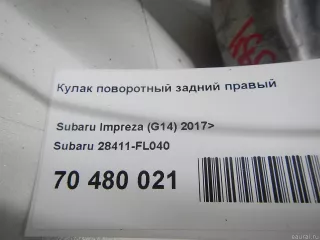 Кулак поворотный задний правый
Subaru Impreza (G14) 2017>
Subaru 28411-FL040
70 480 021